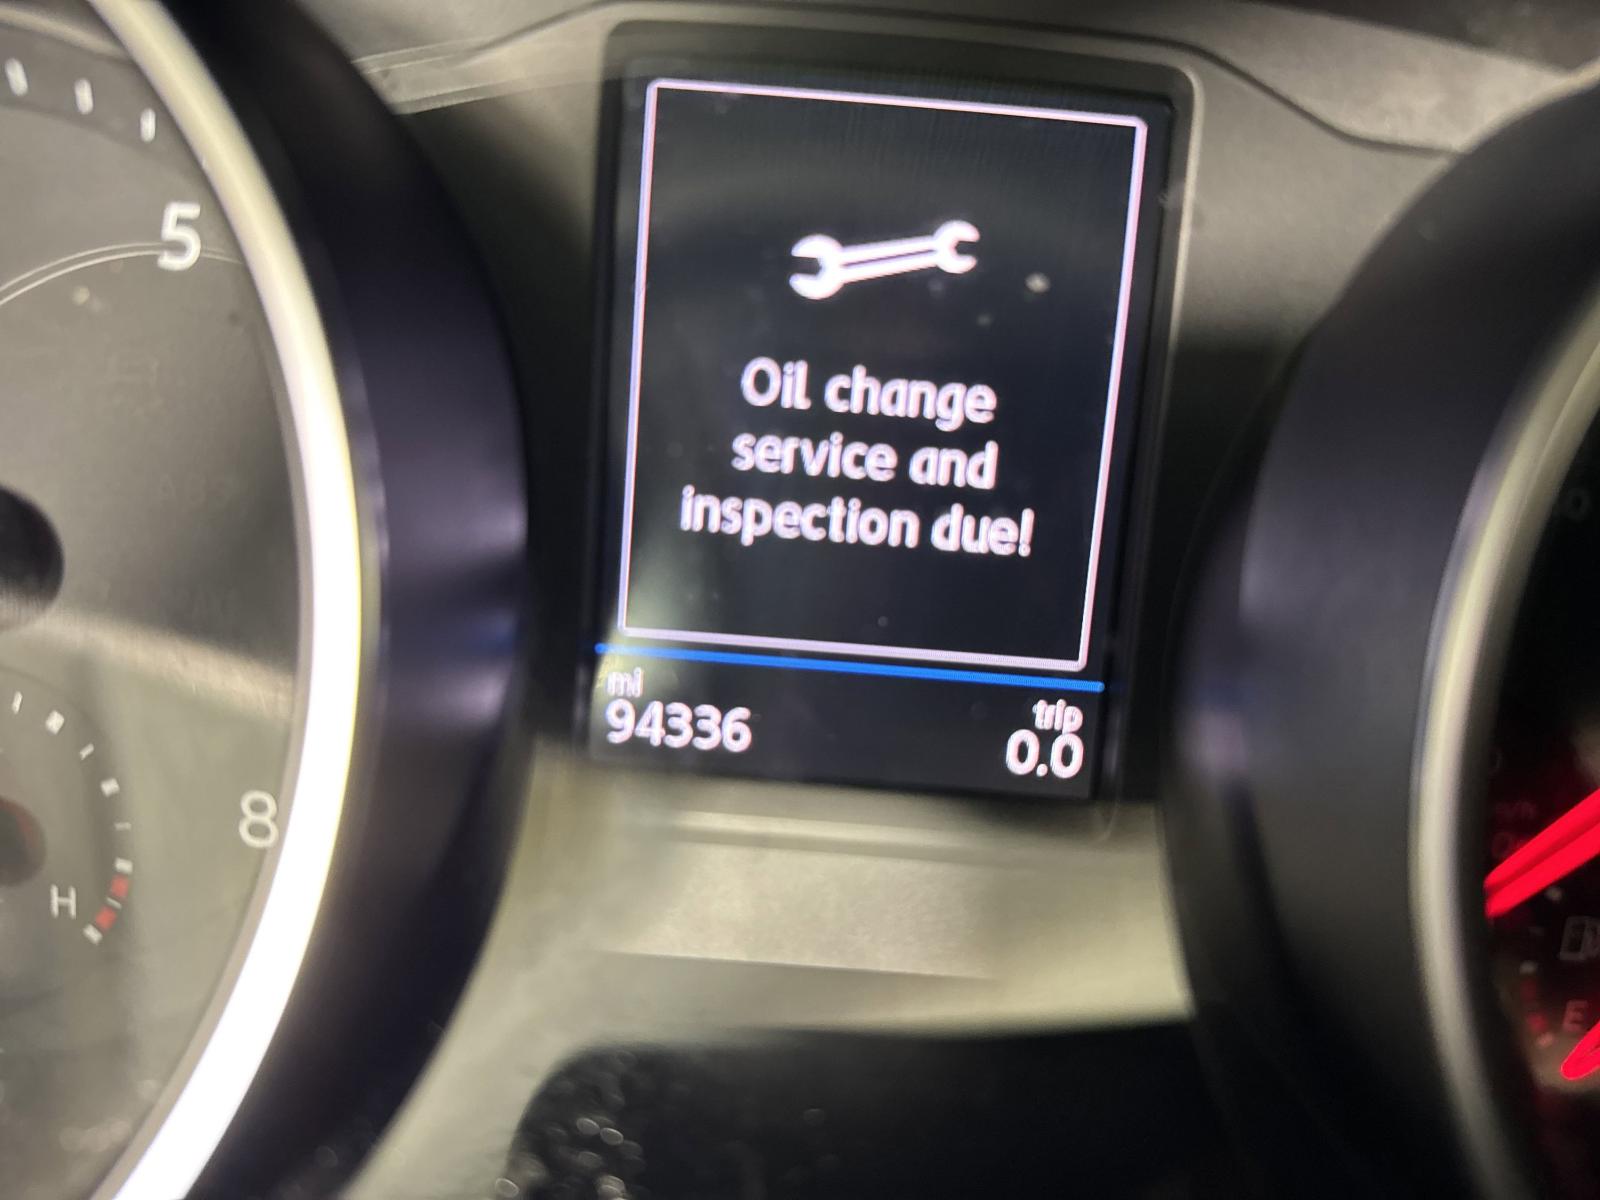 5
Oil change
service and
inspection due!
mi
94336
trip
0.0
8
H
E